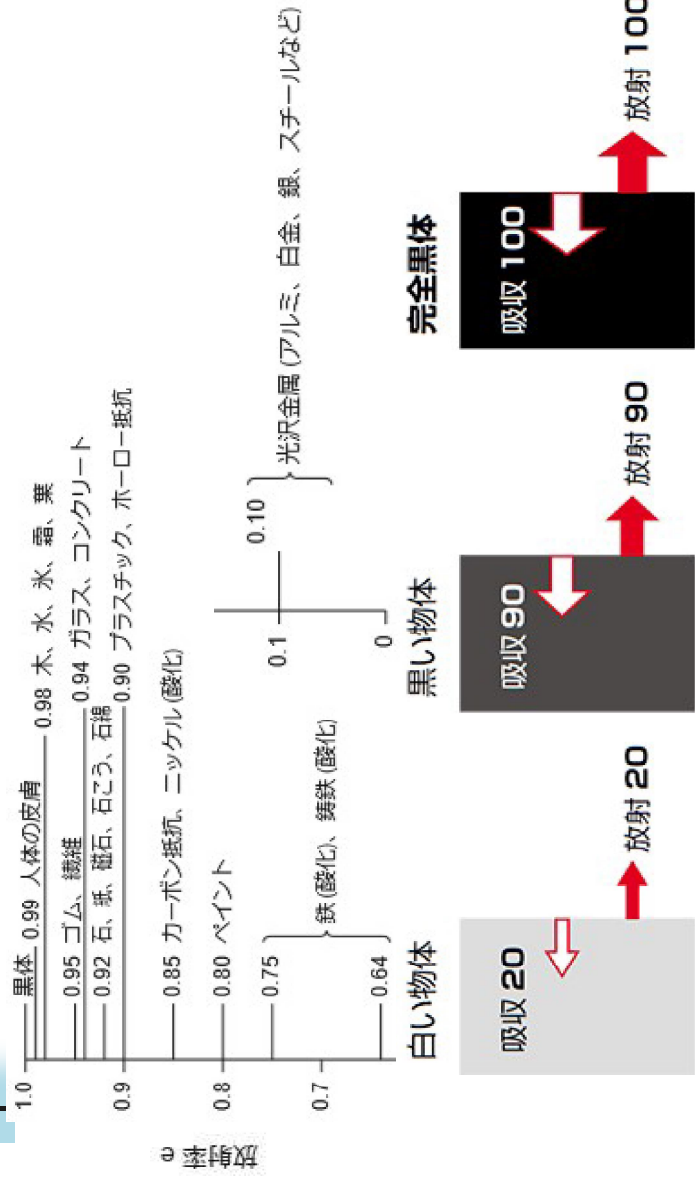 放射率 e
1.0
0.9
0.8
0.7
黒体
0.99 人体の皮膚
0.98 木、水、氷、霜、葉
0.95 ゴム、繊維
0.94 ガラス、コンクリート
0.92 石、紙、磁石、石こう、石綿
0.90 プラスチック、ホーロー抵抗
0.85 カーボン抵抗、ニッケル(酸化)
0.80 ペイント
0.75
0.64
鉄(酸化)、鋳鉄(酸化)
0.1
0
0.10
光沢金属(アルミ、白金、銀、スチールなど)
白い物体
吸収 20
放射 20
黒い物体
吸収 90
放射 90
完全黒体
吸収 100
放射 100